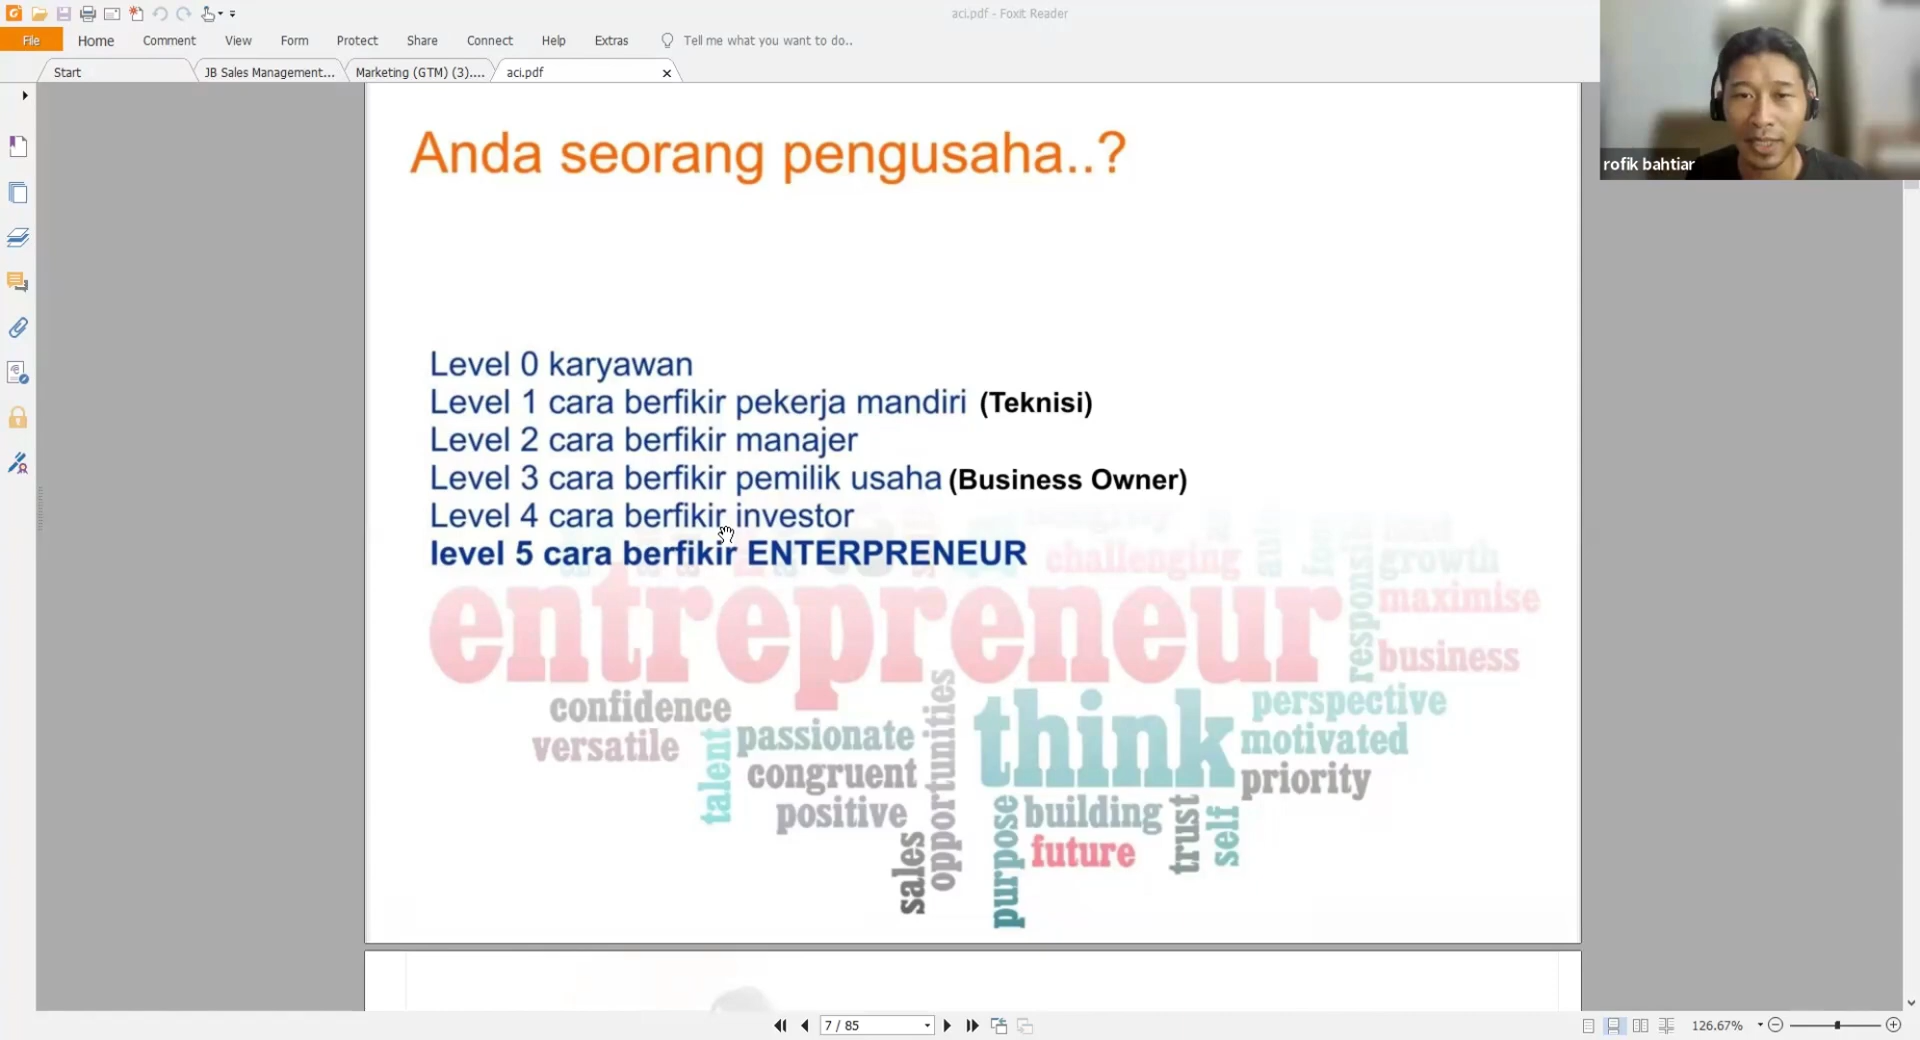 aci.pdf - Foxit Reader
File Home Comment View Form Protect Share Connect Help Extras Tell me what you want to do..
Start JB Sales Management... Marketing (GTM) (3).... aci.pdf
rofik bahtiar
Anda seorang pengusaha..?
Level 0 karyawan
Level 1 cara berfikir pekerja mandiri (Teknisi)
Level 2 cara berfikir manajer
Level 3 cara berfikir pemilik usaha (Business Owner)
Level 4 cara berfikir investor
level 5 cara berfikir ENTERPRENEUR
challenging
growth
entrepreneur
maximise
business
confidence
versatile
talent
passionate
congruent
positive
opportunities
sales
think
perspective
motivated
priority
purpose
building
future
trust
self
7 / 85
126.67%